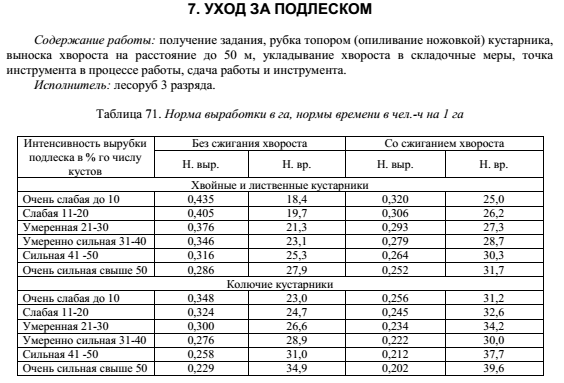 7. УХОД ЗА ПОДЛЕСКОМ
Содержание работы: получение задания, рубка топором (опиливание ножовкой) кустарника,
выноска хвороста на расстояние до 50 м, укладывание хвороста в складочные меры, точка
инструмента в процессе работы, сдача работы и инструмента.
Исполнитель: лесоруб 3 разряда.
Таблица 71. Норма выработки в га, нормы времени в чел.-ч на 1 га
Интенсивность вырубки подлеска в % го числу кустов | Без сжигания хвороста | Со сжиганием хвороста
Н. выр. | Н. вр. | Н. выр. | Н. вр.
Хвойные и лиственные кустарники
Очень слабая до 10 | 0,435 | 18,4 | 0,320 | 25,0
Слабая 11-20 | 0,405 | 19,7 | 0,306 | 26,2
Умеренная 21-30 | 0,376 | 21,3 | 0,293 | 27,3
Умеренно сильная 31-40 | 0,346 | 23,1 | 0,279 | 28,7
Сильная 41 -50 | 0,316 | 25,3 | 0,264 | 30,3
Очень сильная свыше 50 | 0,286 | 27,9 | 0,252 | 31,7
Колючие кустарники
Очень слабая до 10 | 0,348 | 23,0 | 0,256 | 31,2
Слабая 11-20 | 0,324 | 24,7 | 0,245 | 32,6
Умеренная 21-30 | 0,300 | 26,6 | 0,234 | 34,2
Умеренно сильная 31-40 | 0,276 | 28,9 | 0,222 | 30,0
Сильная 41 -50 | 0,258 | 31,0 | 0,212 | 37,7
Очень сильная свыше 50 | 0,229 | 34,9 | 0,202 | 39,6